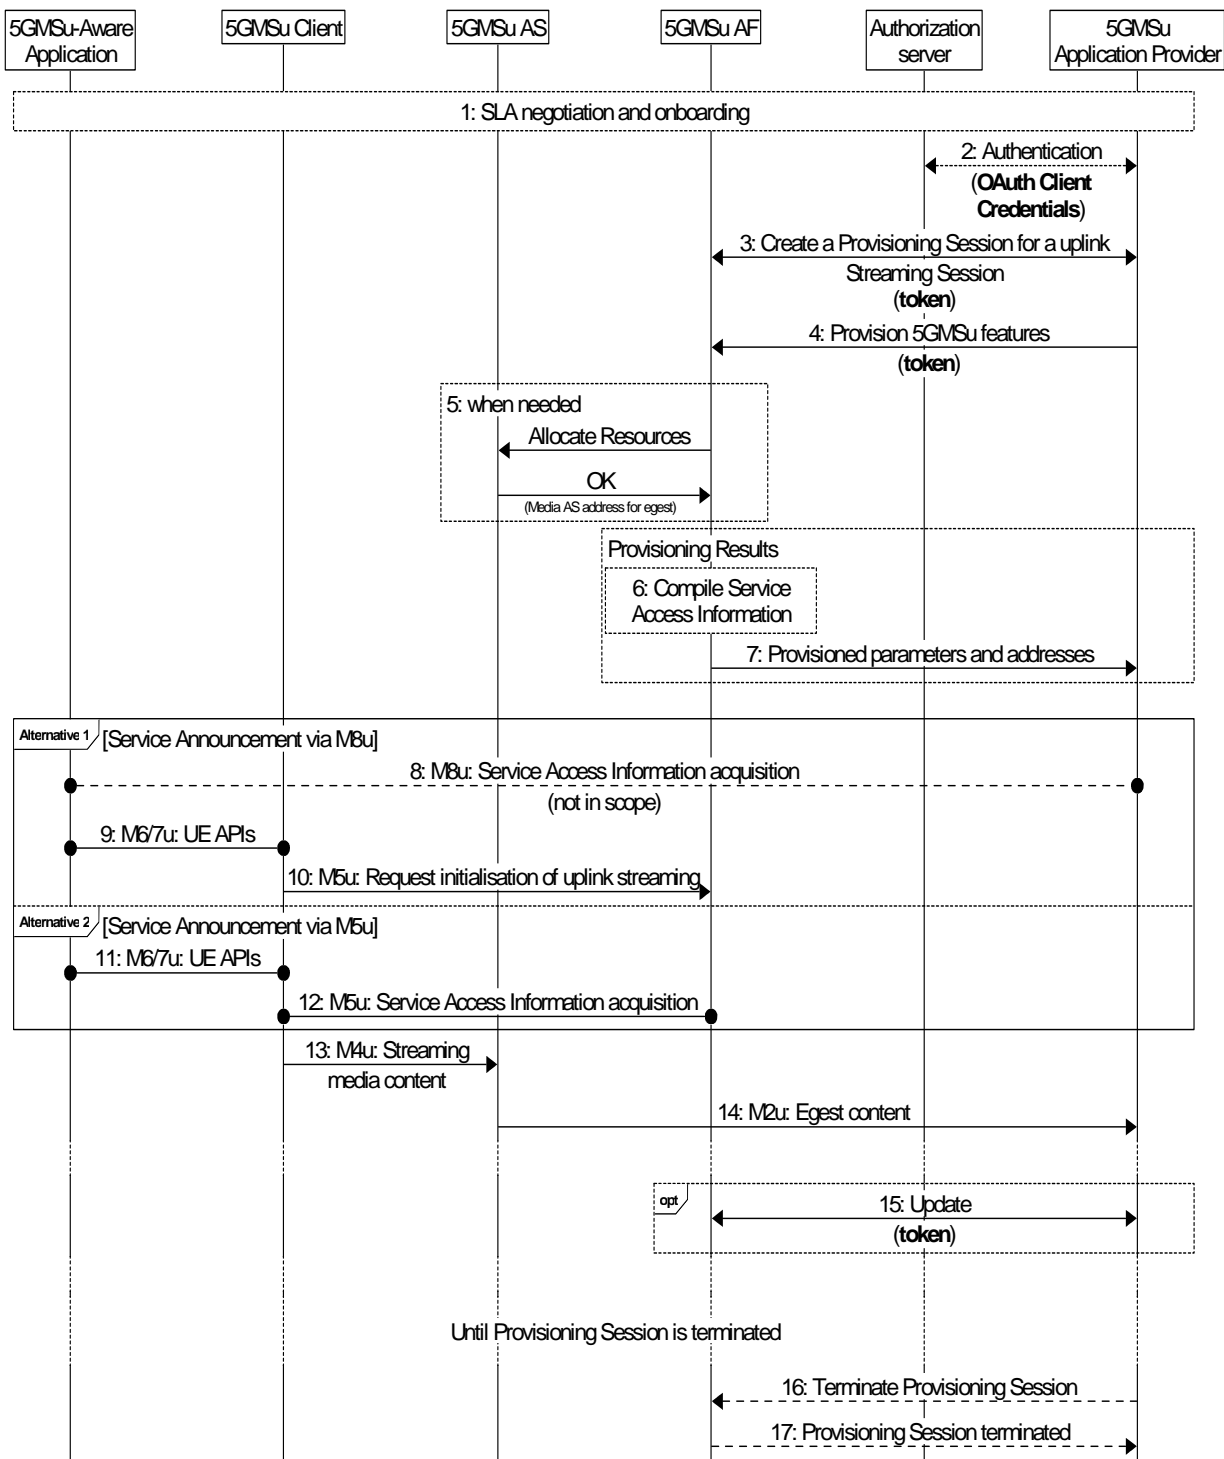 5GMSu-Aware
Application
5GMSu Client
5GMSu AS
5GMSu AF
Authorization
server
5GMSu
Application Provider
1: SLA negotiation and onboarding
2: Authentication
(OAuth Client
Credentials)
3: Create a Provisioning Session for a uplink
Streaming Session
(token)
4: Provision 5GMSu features
(token)
5: when needed
Allocate Resources
OK
(Media AS address for egest)
Provisioning Results
6: Compile Service
Access Information
7: Provisioned parameters and addresses
Alternative 1
[Service Announcement via M8u]
8: M8u: Service Access Information acquisition
(not in scope)
9: M6/7u: UE APIs
10: M5u: Request initialisation of uplink streaming
Alternative 2
[Service Announcement via M5u]
11: M6/7u: UE APIs
12: M5u: Service Access Information acquisition
13: M4u: Streaming
media content
14: M2u: Egest content
opt
15: Update
(token)
Until Provisioning Session is terminated
16: Terminate Provisioning Session
17: Provisioning Session terminated